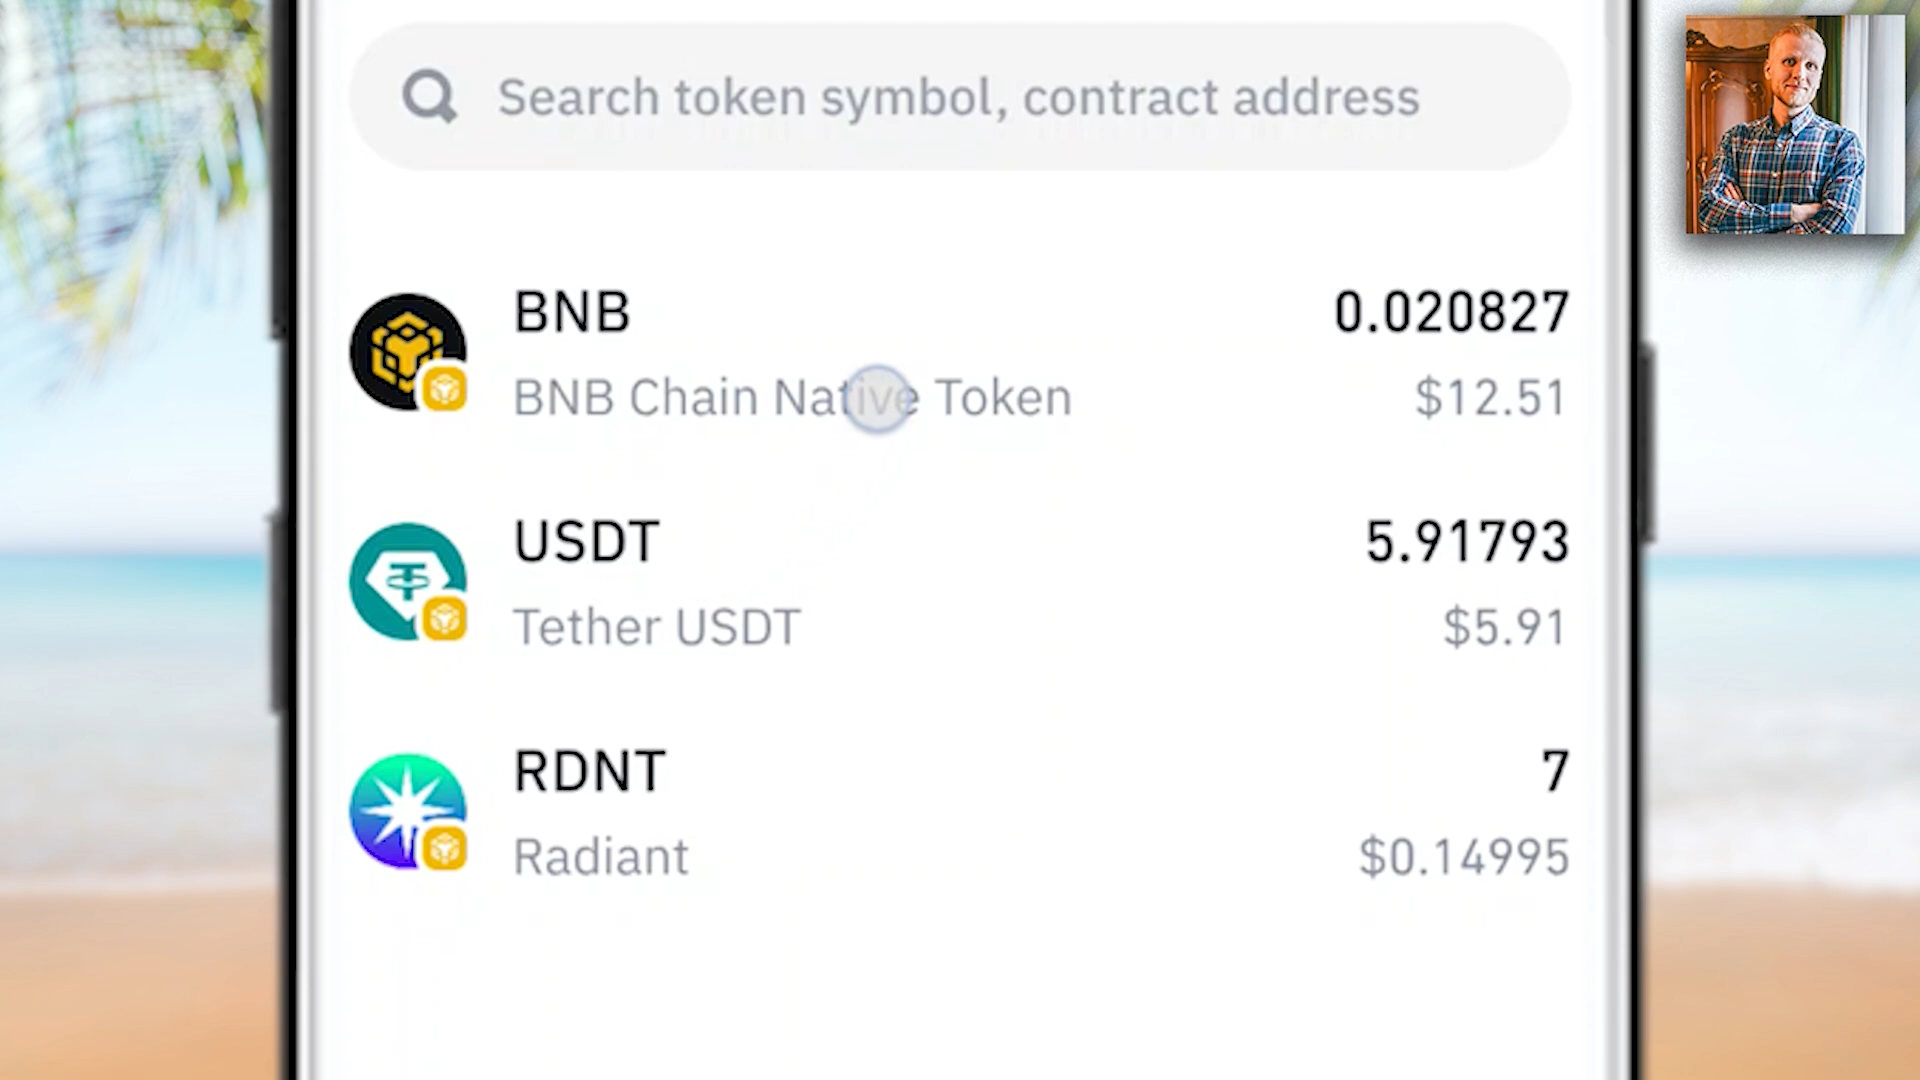 Search token symbol, contract address
BNB
0.020827
BNB Chain Native Token
$12.51
USDT
5.91793
Tether USDT
$5.91
RDNT
7
Radiant
$0.14995